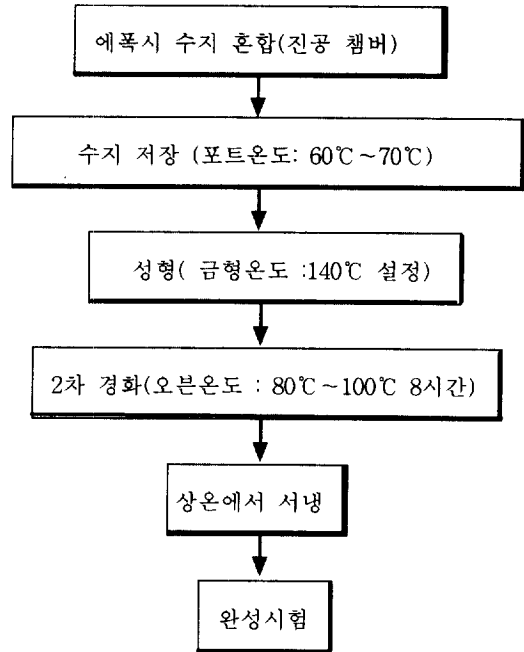 에폭시 수지 혼합(진공 챔버)
수지 저장 (포트온도: 60℃~70℃)
성형( 금형온도 :140℃ 설정)
2차 경화(오븐온도 : 80℃~100℃ 8시간)
상온에서 서냉
완성시험